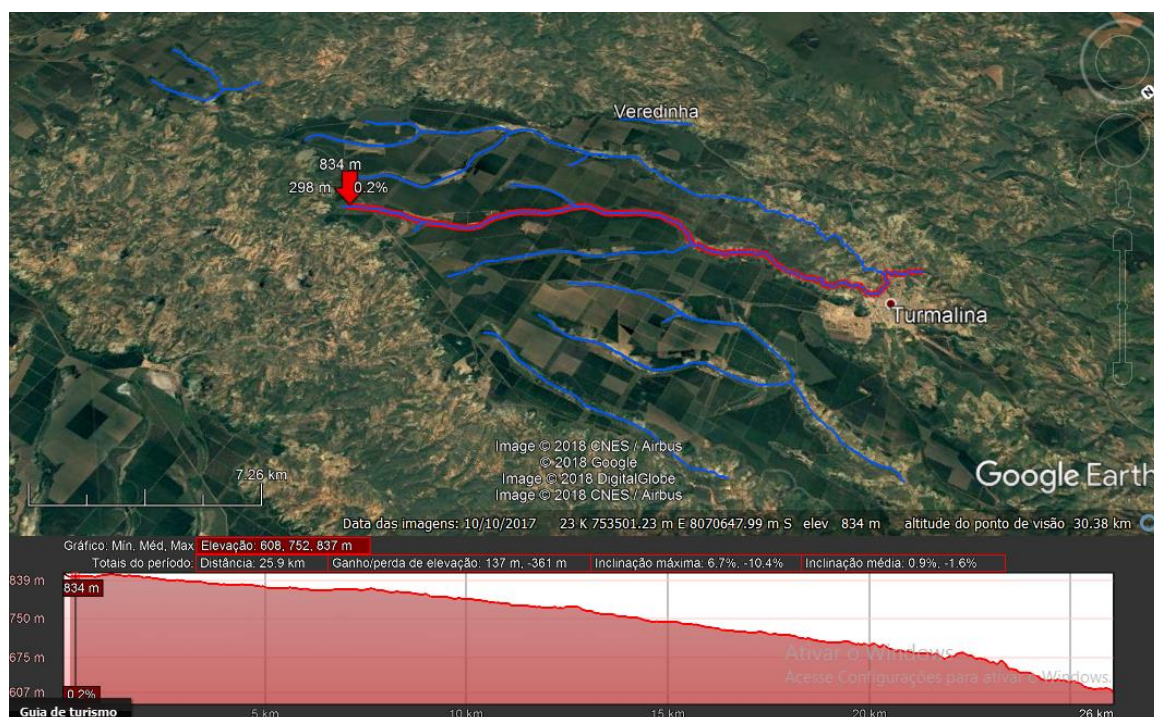 Veredinha
834 m
298 m 0.2%
Turmalina
Image © 2018 CNES / Airbus
© 2018 Google
Image © 2018 DigitalGlobe
Image © 2018 CNES / Airbus
7.26 km
Google Earth
N
Data das imagens: 10/10/2017 23 K 753501.23 m E 8070647.99 m S elev 834 m altitude do ponto de visão 30.38 km
Gráfico: Mín. Méd, Max Elevação: 608, 752, 837 m
Totais do período: Distância: 25,9 km Ganho/perda de elevação: 137 m, -361 m Inclinação máxima: 6.7%, -10.4% Inclinação média: 0.9%, -1.6%
839 m
834 m
750 m
675 m
607 m
0.2%
Ativar o Windows
Acesse Configurações para ativar o Windows.
Guia de turismo
5 km 10 km 15 km 20 km 26 km